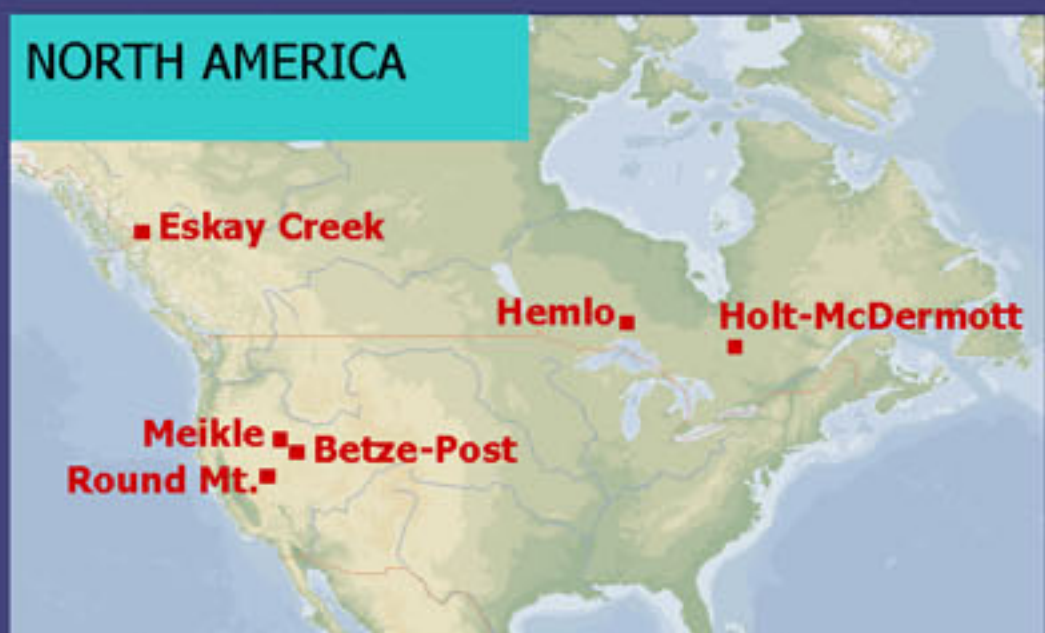 NORTH AMERICA
Eskay Creek
Hemlo
Holt-McDermott
Meikle
Betze-Post
Round Mt.